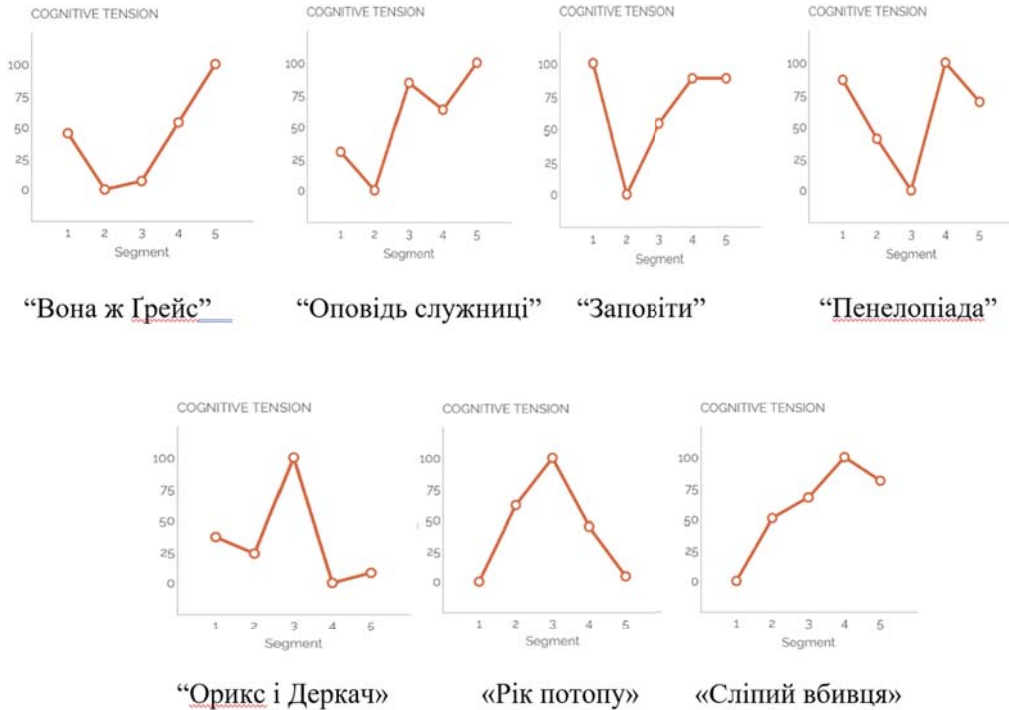 COGNITIVE TENSION
100
75
50
25
0
1 2 3 4 5
Segment
“Вона ж Ґрейс”
COGNITIVE TENSION
100
75
50
25
0
1 2 3 4 5
Segment
“Оповідь служниці”
COGNITIVE TENSION
100
75
50
25
0
1 2 3 4 5
Segment
“Заповіти”
COGNITIVE TENSION
100
75
50
25
0
1 2 3 4 5
Segment
“Пенелопіада”
COGNITIVE TENSION
100
75
50
25
0
1 2 3 4 5
Segment
“Орикс і Деркач»
COGNITIVE TENSION
100
75
50
25
0
1 2 3 4 5
Segment
«Рік потопу»
COGNITIVE TENSION
100
75
50
25
0
1 2 3 4 5
Segment
«Сліпий вбивця»